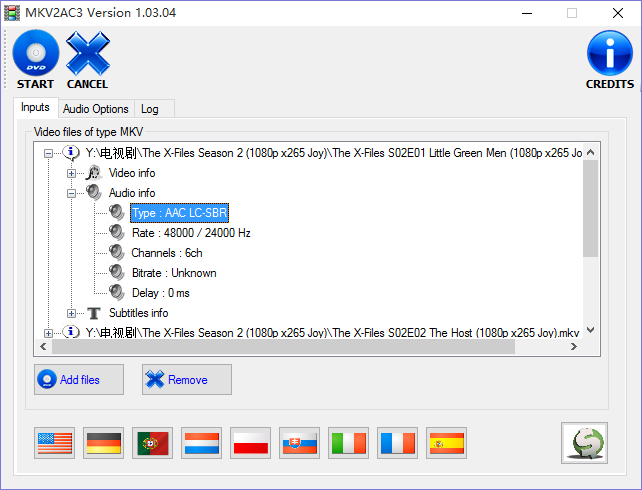 MKV2AC3 Version 1.03.04
DVD
START
CANCEL
CREDITS
Inputs
Audio Options
Log
Video files of type MKV
Y:\电视剧\The X-Files Season 2 (1080p x265 Joy)\The X-Files S02E01 Little Green Men (1080p x265 Jo
Video info
Audio info
Type : AAC LC-SBR
Rate : 48000 / 24000 Hz
Channels : 6ch
Bitrate : Unknown
Delay : 0 ms
Subtitles info
Y:\电视剧\The X-Files Season 2 (1080p x265 Joy)\The X-Files S02E02 The Host (1080p x265 Joy).mkv
Add files
Remove